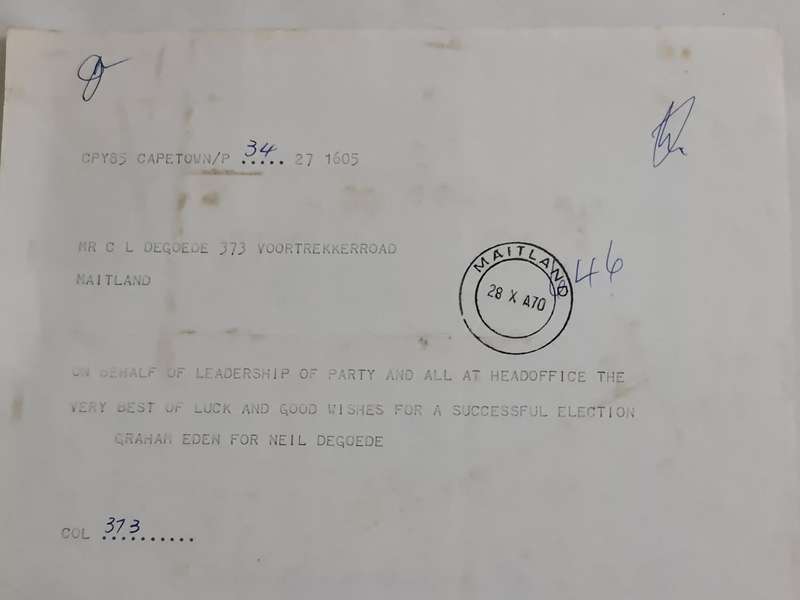 CPY85 CAPETOWN/P 34 ..... 27 1605
MR C L DEGOEDE 373 VOORTREKKERROAD
MAITLAND
MAITLAND
28 X A70
846
ON BEHALF OF LEADERSHIP OF PARTY AND ALL AT HEADOFFICE THE
VERY BEST OF LUCK AND GOOD WISHES FOR A SUCCESSFUL ELECTION
GRAHAM EDEN FOR NEIL DEGOEDE
COL 373 ..........